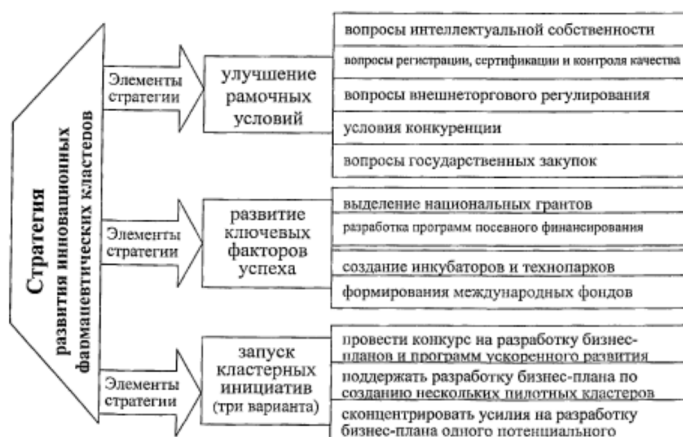 Стратегия
развития инновационных
фармацевтических кластеров
Элементы
стратегии
улучшение
рамочных
условий
вопросы интеллектуальной собственности
вопросы регистрации, сертификации и контроля качества
вопросы внешнеторгового регулирования
условия конкуренции
вопросы государственных закупок
Элементы
стратегии
развитие
ключевых
факторов
успеха
выделение национальных грантов
разработка программ посевного финансирования
создание инкубаторов и технопарков
формирования международных фондов
Элементы
стратегии
запуск
кластерных
инициатив
(три варианта)
провести конкурс на разработку бизнес-
планов и программ ускоренного развития
поддержать разработку бизнес-плана по
созданию нескольких пилотных кластеров
сконцентрировать усилия на разработку
бизнес-плана одного потенциального